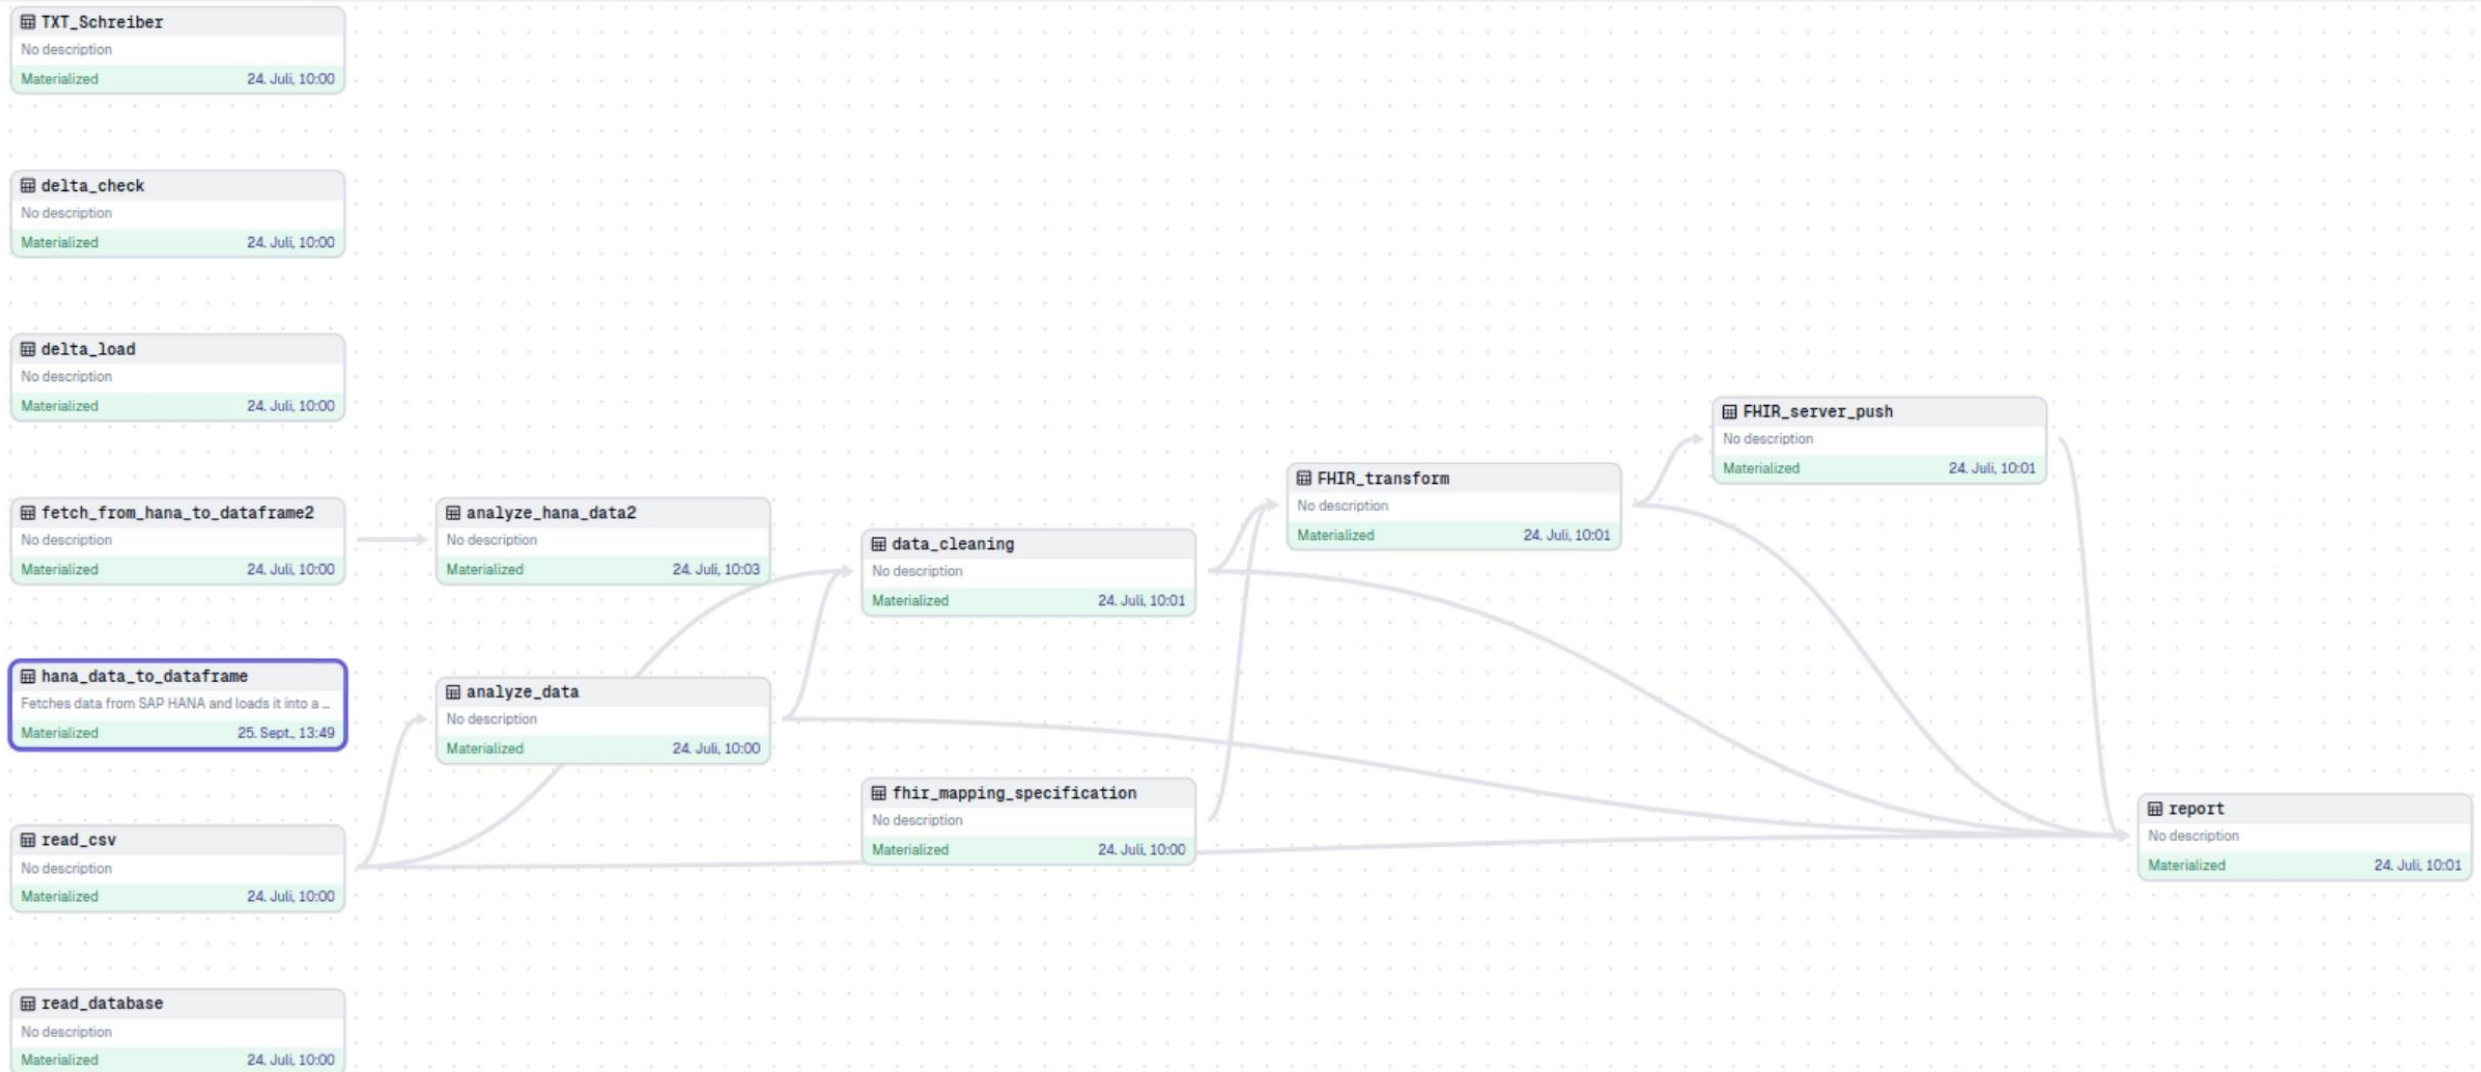 TXT_Schreiber
No description
Materialized 24. Juli, 10:00
delta_check
No description
Materialized 24. Juli, 10:00
delta_load
No description
Materialized 24. Juli, 10:00
fetch_from_hana_to_dataframe2
No description
Materialized 24. Juli, 10:00
hana_data_to_dataframe
Fetches data from SAP HANA and loads it into a ...
Materialized 25. Sept., 13:49
read_csv
No description
Materialized 24. Juli, 10:00
read_database
No description
Materialized 24. Juli, 10:00
analyze_hana_data2
No description
Materialized 24. Juli, 10:03
analyze_data
No description
Materialized 24. Juli, 10:00
data_cleaning
No description
Materialized 24. Juli, 10:01
fhir_mapping_specification
No description
Materialized 24. Juli, 10:00
FHIR_transform
No description
Materialized 24. Juli, 10:01
FHIR_server_push
No description
Materialized 24. Juli, 10:01
report
No description
Materialized 24. Juli, 10:01